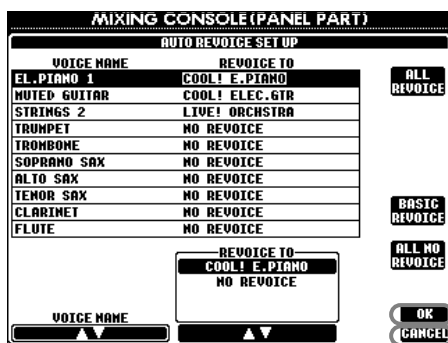 MIXING CONSOLE(PANEL PART)
AUTO REVOICE SET UP
VOICE NAME REVOICE TO
EL.PIANO 1 COOL! E.PIANO
MUTED GUITAR COOL! ELEC.GTR
STRINGS 2 LIVE! ORCHSTRA
TRUMPET NO REVOICE
TROMBONE NO REVOICE
SOPRANO SAX NO REVOICE
ALTO SAX NO REVOICE
TENOR SAX NO REVOICE
CLARINET NO REVOICE
FLUTE NO REVOICE
ALL
REVOICE
BASIC
REVOICE
ALL NO
REVOICE
REVOICE TO
COOL! E.PIANO
NO REVOICE
VOICE NAME
OK
CANCEL